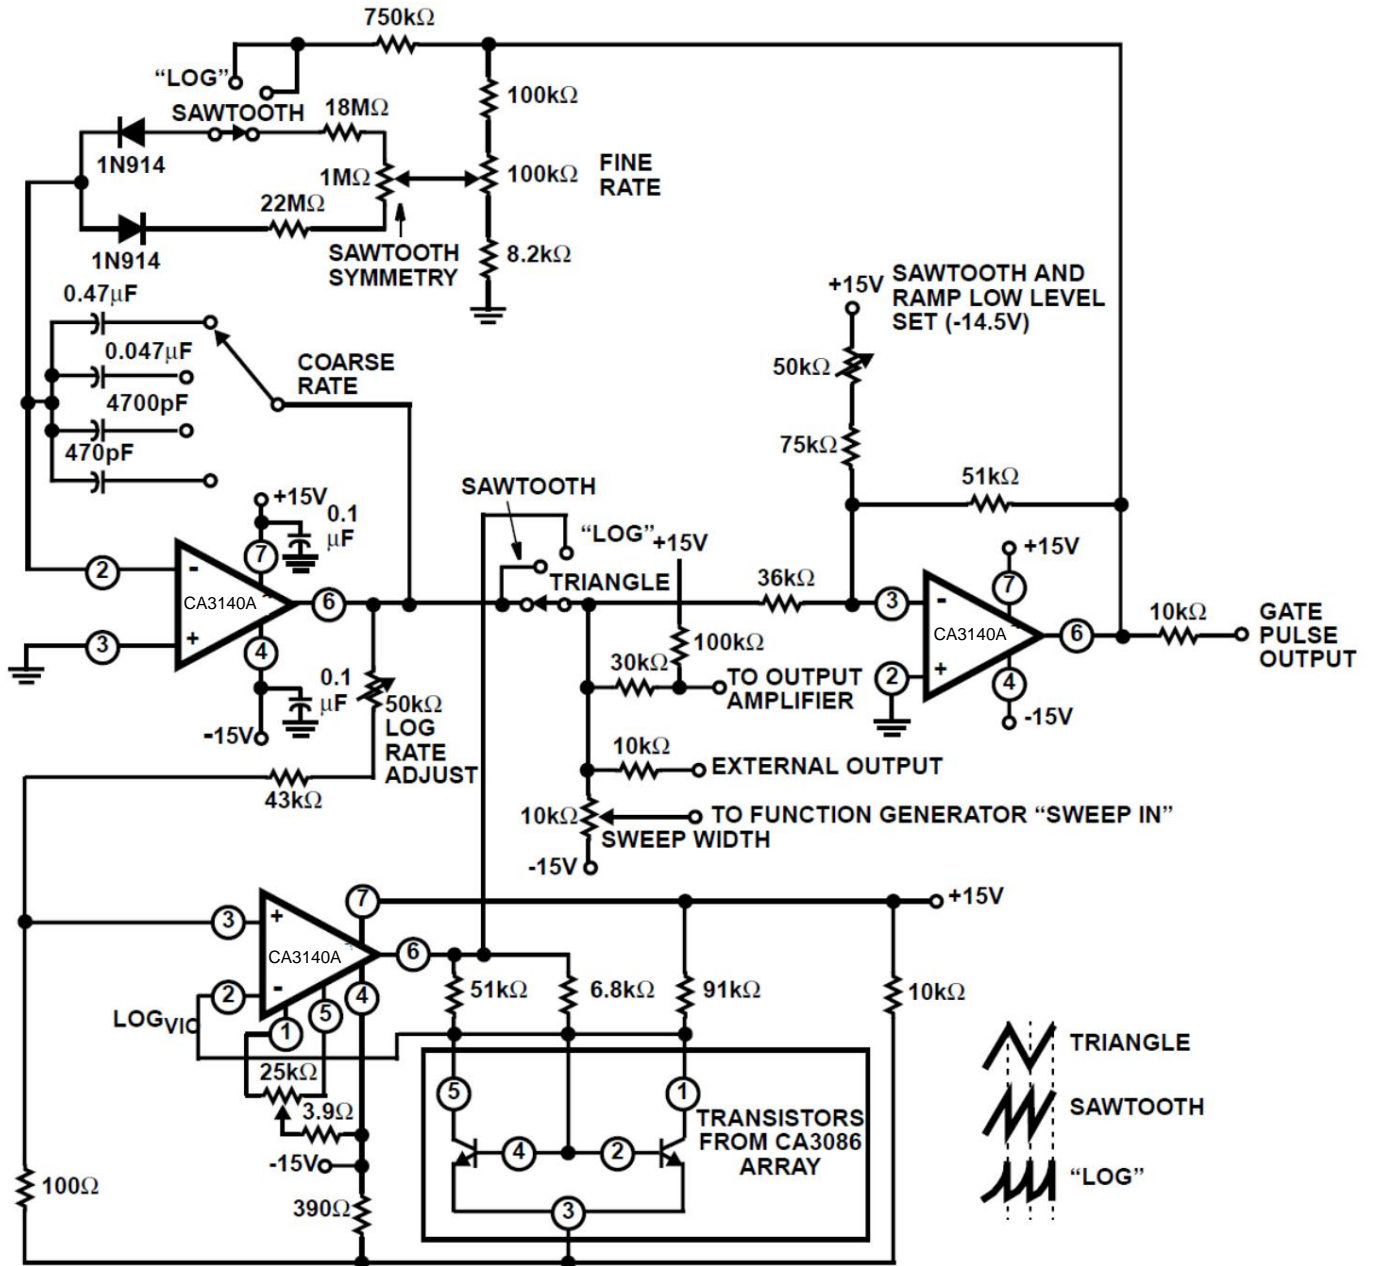 750kΩ
“LOG”
SAWTOOTH
18MΩ
100kΩ
1N914
1MΩ
100kΩ
FINE
RATE
22MΩ
1N914
SAWTOOTH
SYMMETRY
8.2kΩ
0.47μF
0.047μF
4700pF
470pF
COARSE
RATE
+15V
SAWTOOTH AND
RAMP LOW LEVEL
SET (-14.5V)
50kΩ
75kΩ
51kΩ
SAWTOOTH
“LOG”
+15V
TRIANGLE
36kΩ
+15V
0.1
μF
7
2
-
CA3140A
6
3
+
4
0.1
μF
-15V
50kΩ
LOG
RATE
ADJUST
43kΩ
100kΩ
30kΩ
TO OUTPUT
AMPLIFIER
10kΩ
EXTERNAL OUTPUT
10kΩ
TO FUNCTION GENERATOR “SWEEP IN”
SWEEP WIDTH
-15V
+15V
7
3
-
CA3140A
6
2
+
4
-15V
10kΩ
GATE
PULSE
OUTPUT
7
+15V
3
+
CA3140A
6
2
-
4
5
1
LOGVIO
25kΩ
3.9Ω
-15V
390Ω
100Ω
51kΩ
6.8kΩ
91kΩ
10kΩ
5
1
4
2
3
TRANSISTORS
FROM CA3086
ARRAY
TRIANGLE
SAWTOOTH
“LOG”